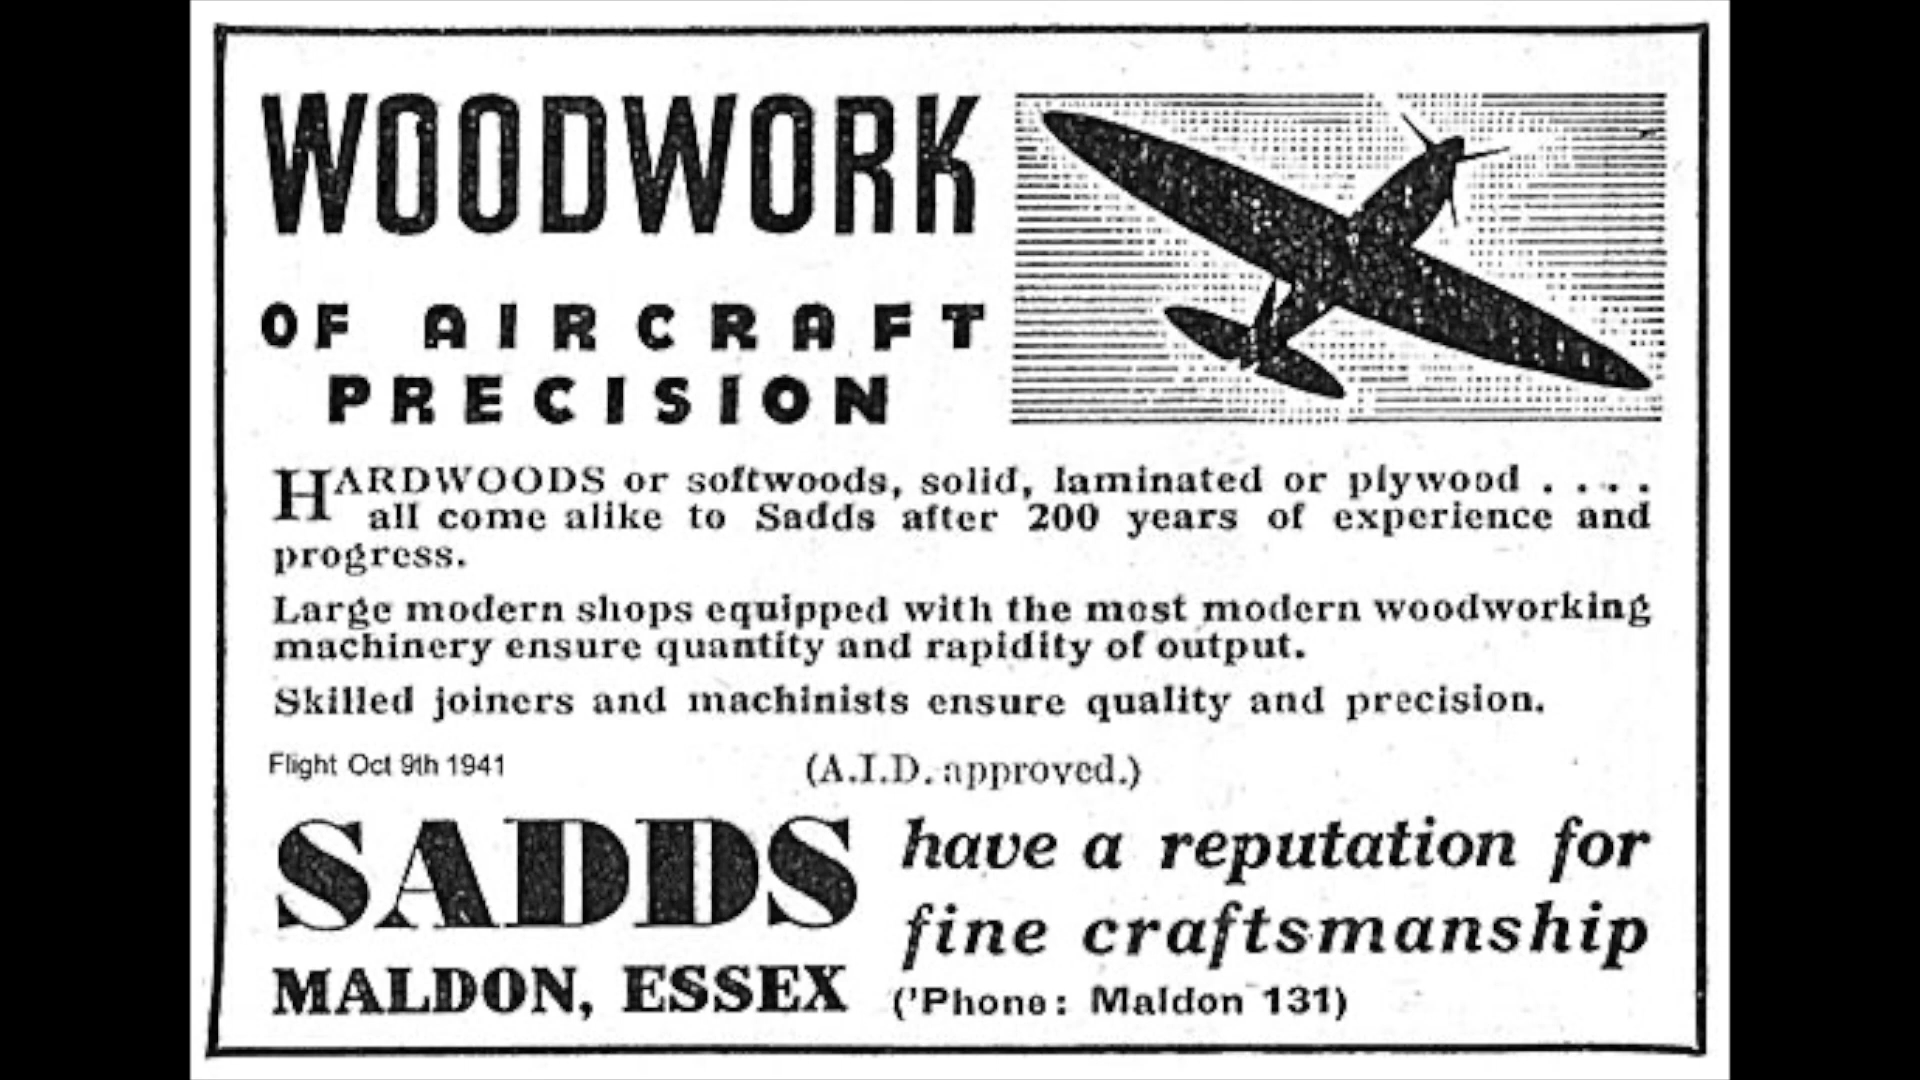 WOODWORK
OF AIRCRAFT
PRECISION
HARDWOODS or softwoods, solid, laminated or plywood . . . .
all come alike to Sadds after 200 years of experience and
progress.
Large modern shops equipped with the most modern woodworking
machinery ensure quantity and rapidity of output.
Skilled joiners and machinists ensure quality and precision.
Flight Oct 9th 1941
(A.I.D. approved.)
SADDS
MALDON, ESSEX
have a reputation for
fine craftsmanship
('Phone: Maldon 131)